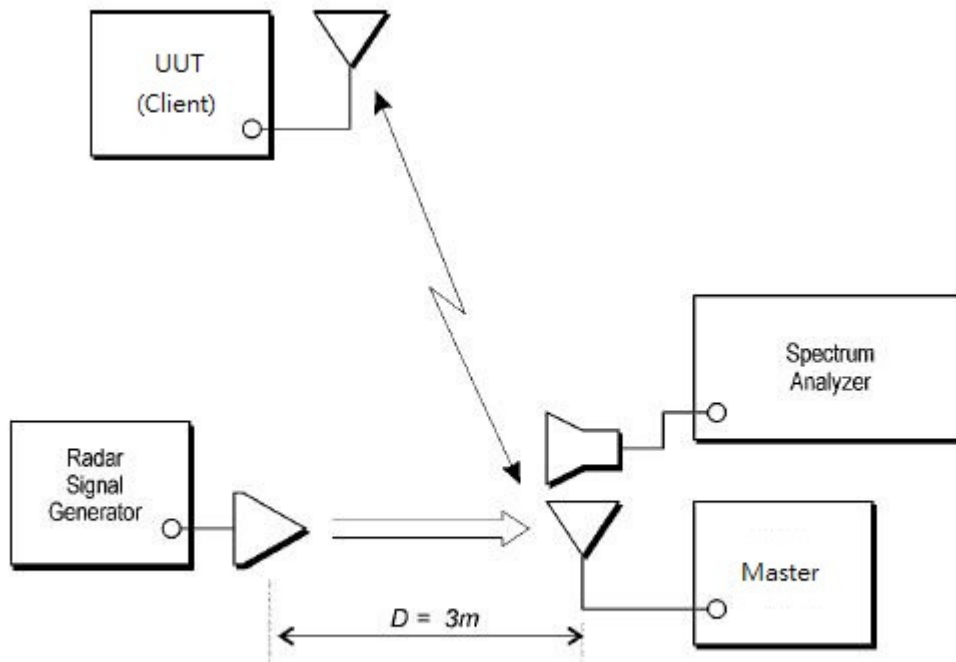 UUT
(Client)
Spectrum
Analyzer
Radar
Signal
Generator
Master
D = 3m